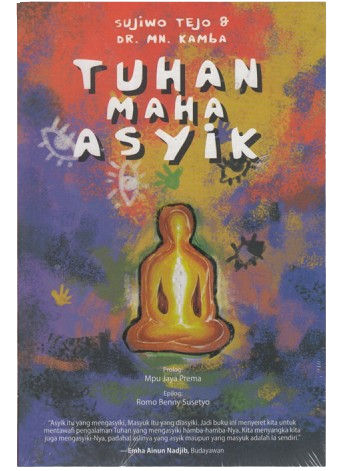 SUJIWO TEJO &
DR. MN. KAMBA
TUHAN
MAHA
ASYIK
Prolog:
Mpu Jaya Prema
Epilog:
Romo Benny Susetyo
"Asyik itu yang mengasyiki. Masyuk itu yang diasyiki. Jadi buku ini menyeret kita untuk
mentawafi pengalaman Tuhan yang mengasyiki hamba-hamba-Nya. Kita menyangka kita
juga mengasyiki-Nya, padahal aslinya yang asyik maupun yang masyuk adalah Ia sendiri."
—Emha Ainun Nadjib, Budayawan